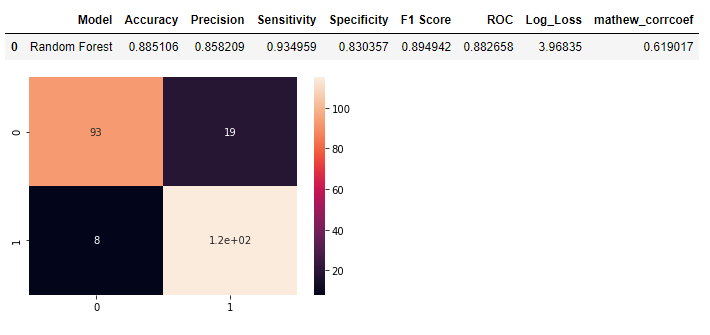 Model Accuracy Precision Sensitivity Specificity F1 Score ROC Log_Loss mathew_corrcoef
0 Random Forest 0.885106 0.858209 0.934959 0.830357 0.894942 0.882658 3.96835 0.619017
100
0 93 19
80
60
40
1 8 1.2e+02
20
0 1